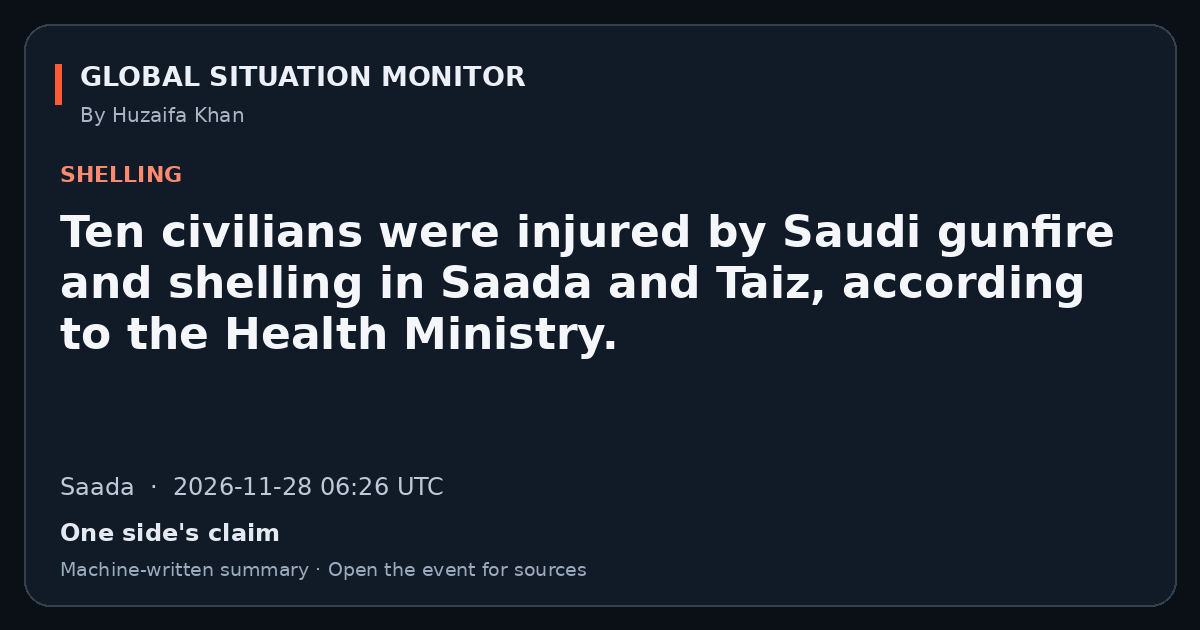 GLOBAL SITUATION MONITOR
By Huzaifa Khan
SHELLING
Ten civilians were injured by Saudi gunfire
and shelling in Saada and Taiz, according
to the Health Ministry.
Saada · 2026-11-28 06:26 UTC
One side's claim
Machine-written summary · Open the event for sources